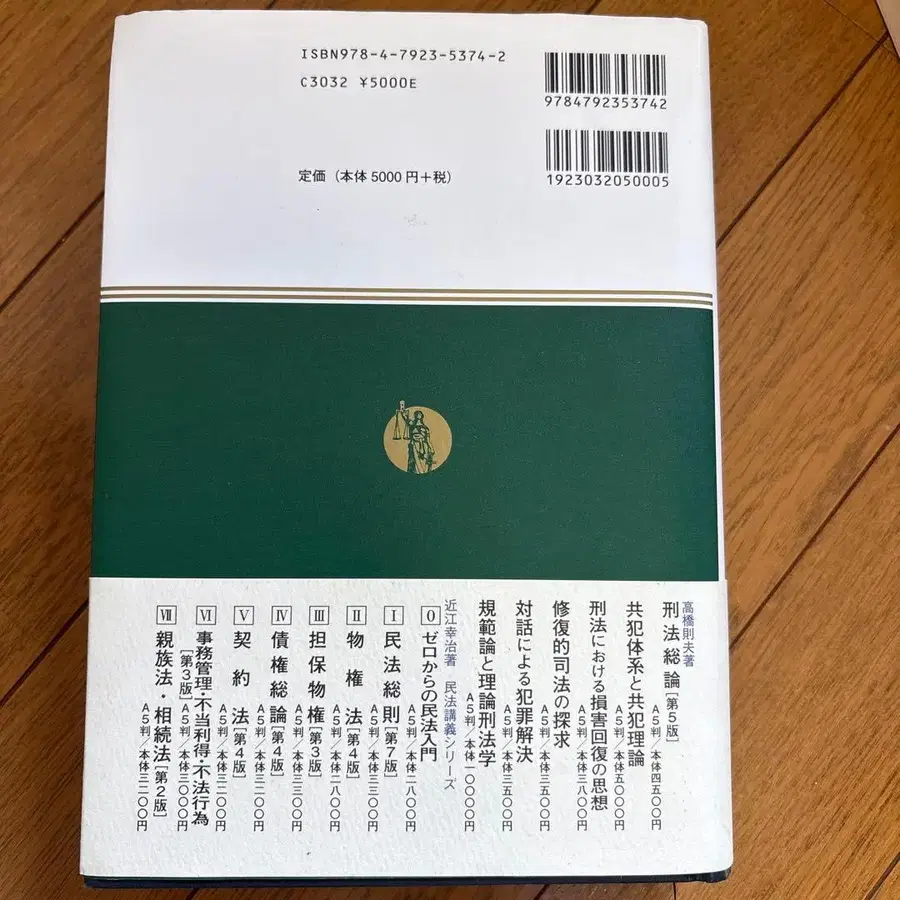 ISBN978-4-7923-5374-2
C3032 ¥5000E
定価（本体5000円＋税）
9784792353742
1923032050005
高橋則夫著
刑法総論［第5版］
A5判／本体四五〇〇円
共犯体系と共犯理論
A5判／本体五〇〇〇円
刑法における損害回復の思想
A5判／本体三八〇〇円
修復的司法の探求
A5判／本体三五〇〇円
対話による犯罪解決
A5判／本体三五〇〇円
規範論と理論刑法学
A5判／本体一〇〇〇〇円
近江幸治著 民法講義シリーズ
0 ゼロからの民法入門
A5判／本体二八〇〇円
Ⅰ 民法総則［第7版］
A5判／本体三三〇〇円
Ⅱ 物権法［第4版］
A5判／本体二八〇〇円
Ⅲ 担保物権［第3版］
A5判／本体三〇〇〇円
Ⅳ 債権総論［第4版］
A5判／本体三二〇〇円
Ⅴ 契約法［第4版］
A5判／本体三二〇〇円
Ⅵ 事務管理・不当利得・不法行為
［第3版］A5判／本体三〇〇〇円
Ⅶ 親族法・相続法［第2版］
A5判／本体三二〇〇円